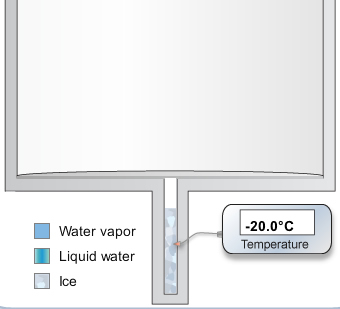 Water vapor
Liquid water
Ice
-20.0°C
Temperature